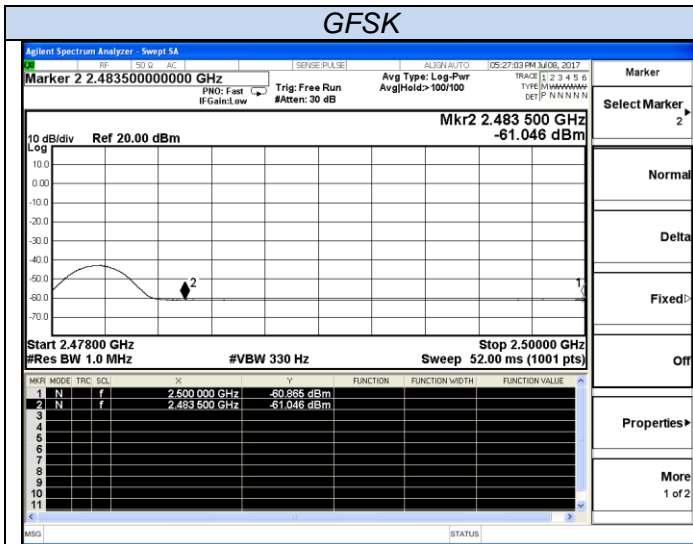 GFSK
Agilent Spectrum Analyzer - Swept SA
RF 50 Ω AC SENSE:PULSE ALIGN AUTO 05:27:03 PM Jul 08, 2017
Marker 2 2.483500000000 GHz
PNO: Fast
IFGain:Low
Trig: Free Run
#Atten: 30 dB
Avg Type: Log-Pwr
Avg|Hold:>100/100
TRACE 1 2 3 4 5 6
TYPE M
DET P N N N N N
Marker
Mkr2 2.483 500 GHz
-61.046 dBm
10 dB/div Ref 20.00 dBm
Log
10.0
0.00
-10.0
-20.0
-30.0
-40.0
-50.0
-60.0
-70.0
2
1
Start 2.47800 GHz
Stop 2.50000 GHz
#Res BW 1.0 MHz
#VBW 330 Hz
Sweep 52.00 ms (1001 pts)
MKR MODE TRC SCL X Y FUNCTION FUNCTION WIDTH FUNCTION VALUE
1 N f 2.500 000 GHz -60.865 dBm
2 N f 2.483 500 GHz -61.046 dBm
3
4
5
6
7
8
9
10
11
MSG
STATUS
Select Marker
2
Normal
Delta
Fixed
Off
Properties
More
1 of 2